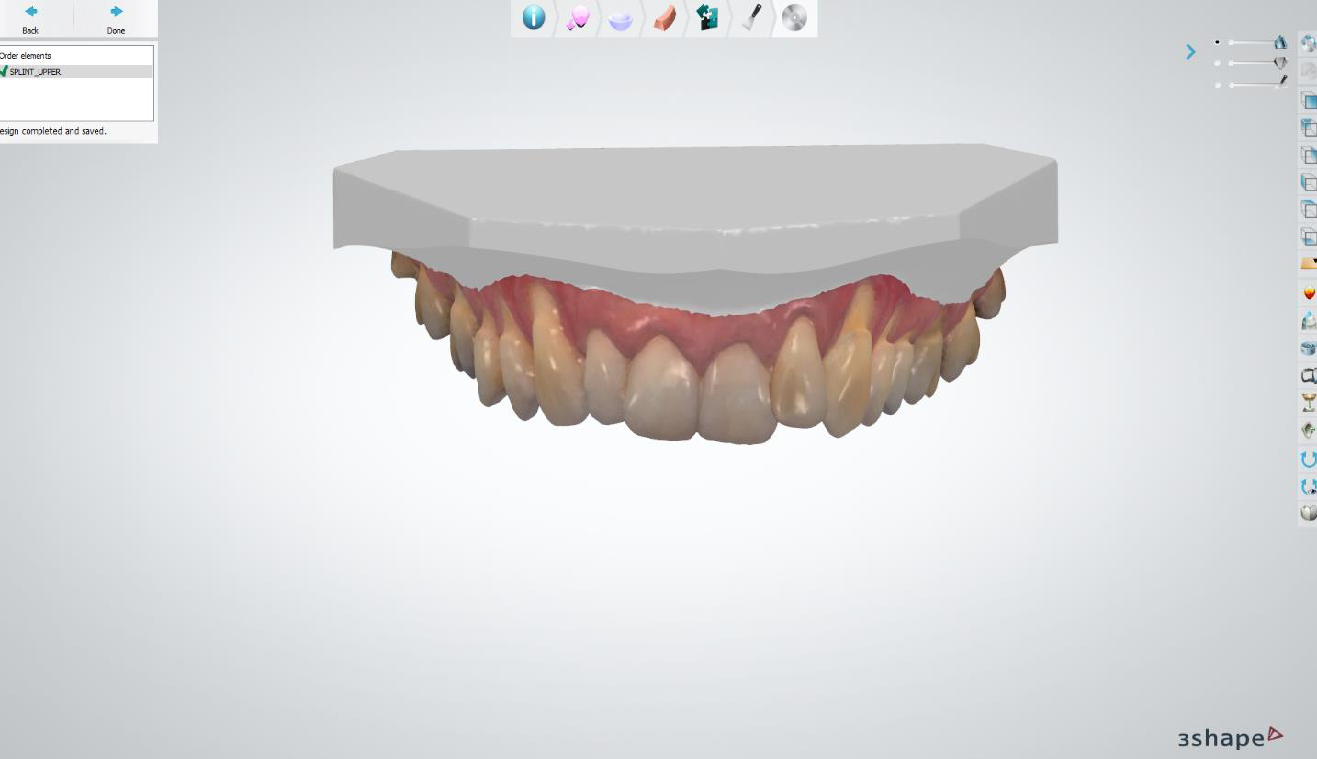 Back
Done
Order elements
SPLINT_UPPER
esign completed and saved.
3shape